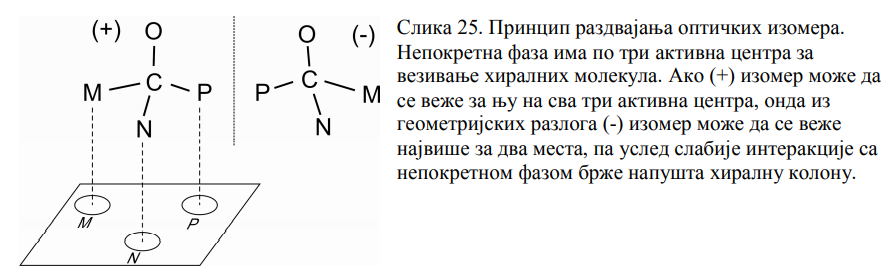 (+)
O
C
M
P
N
O
(-)
C
P
M
N
M
P
N
Слика 25. Принцип раздвајања оптичких изомера.
Непокретна фаза има по три активна центра за
везивање хиралних молекула. Ако (+) изомер може да
се веже за њу на сва три активна центра, онда из
геометријских разлога (-) изомер може да се веже
највише за два места, па услед слабије интеракције са
непокретном фазом брже напушта хиралну колону.